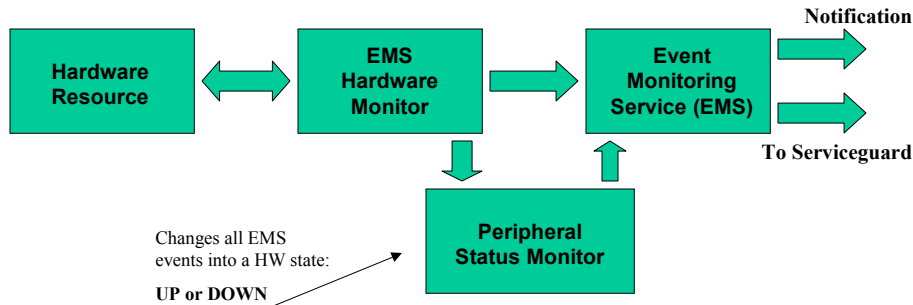 Notification
Hardware
Resource
EMS
Hardware
Monitor
Event
Monitoring
Service (EMS)
To Serviceguard
Peripheral
Status Monitor
Changes all EMS
events into a HW state:
UP or DOWN